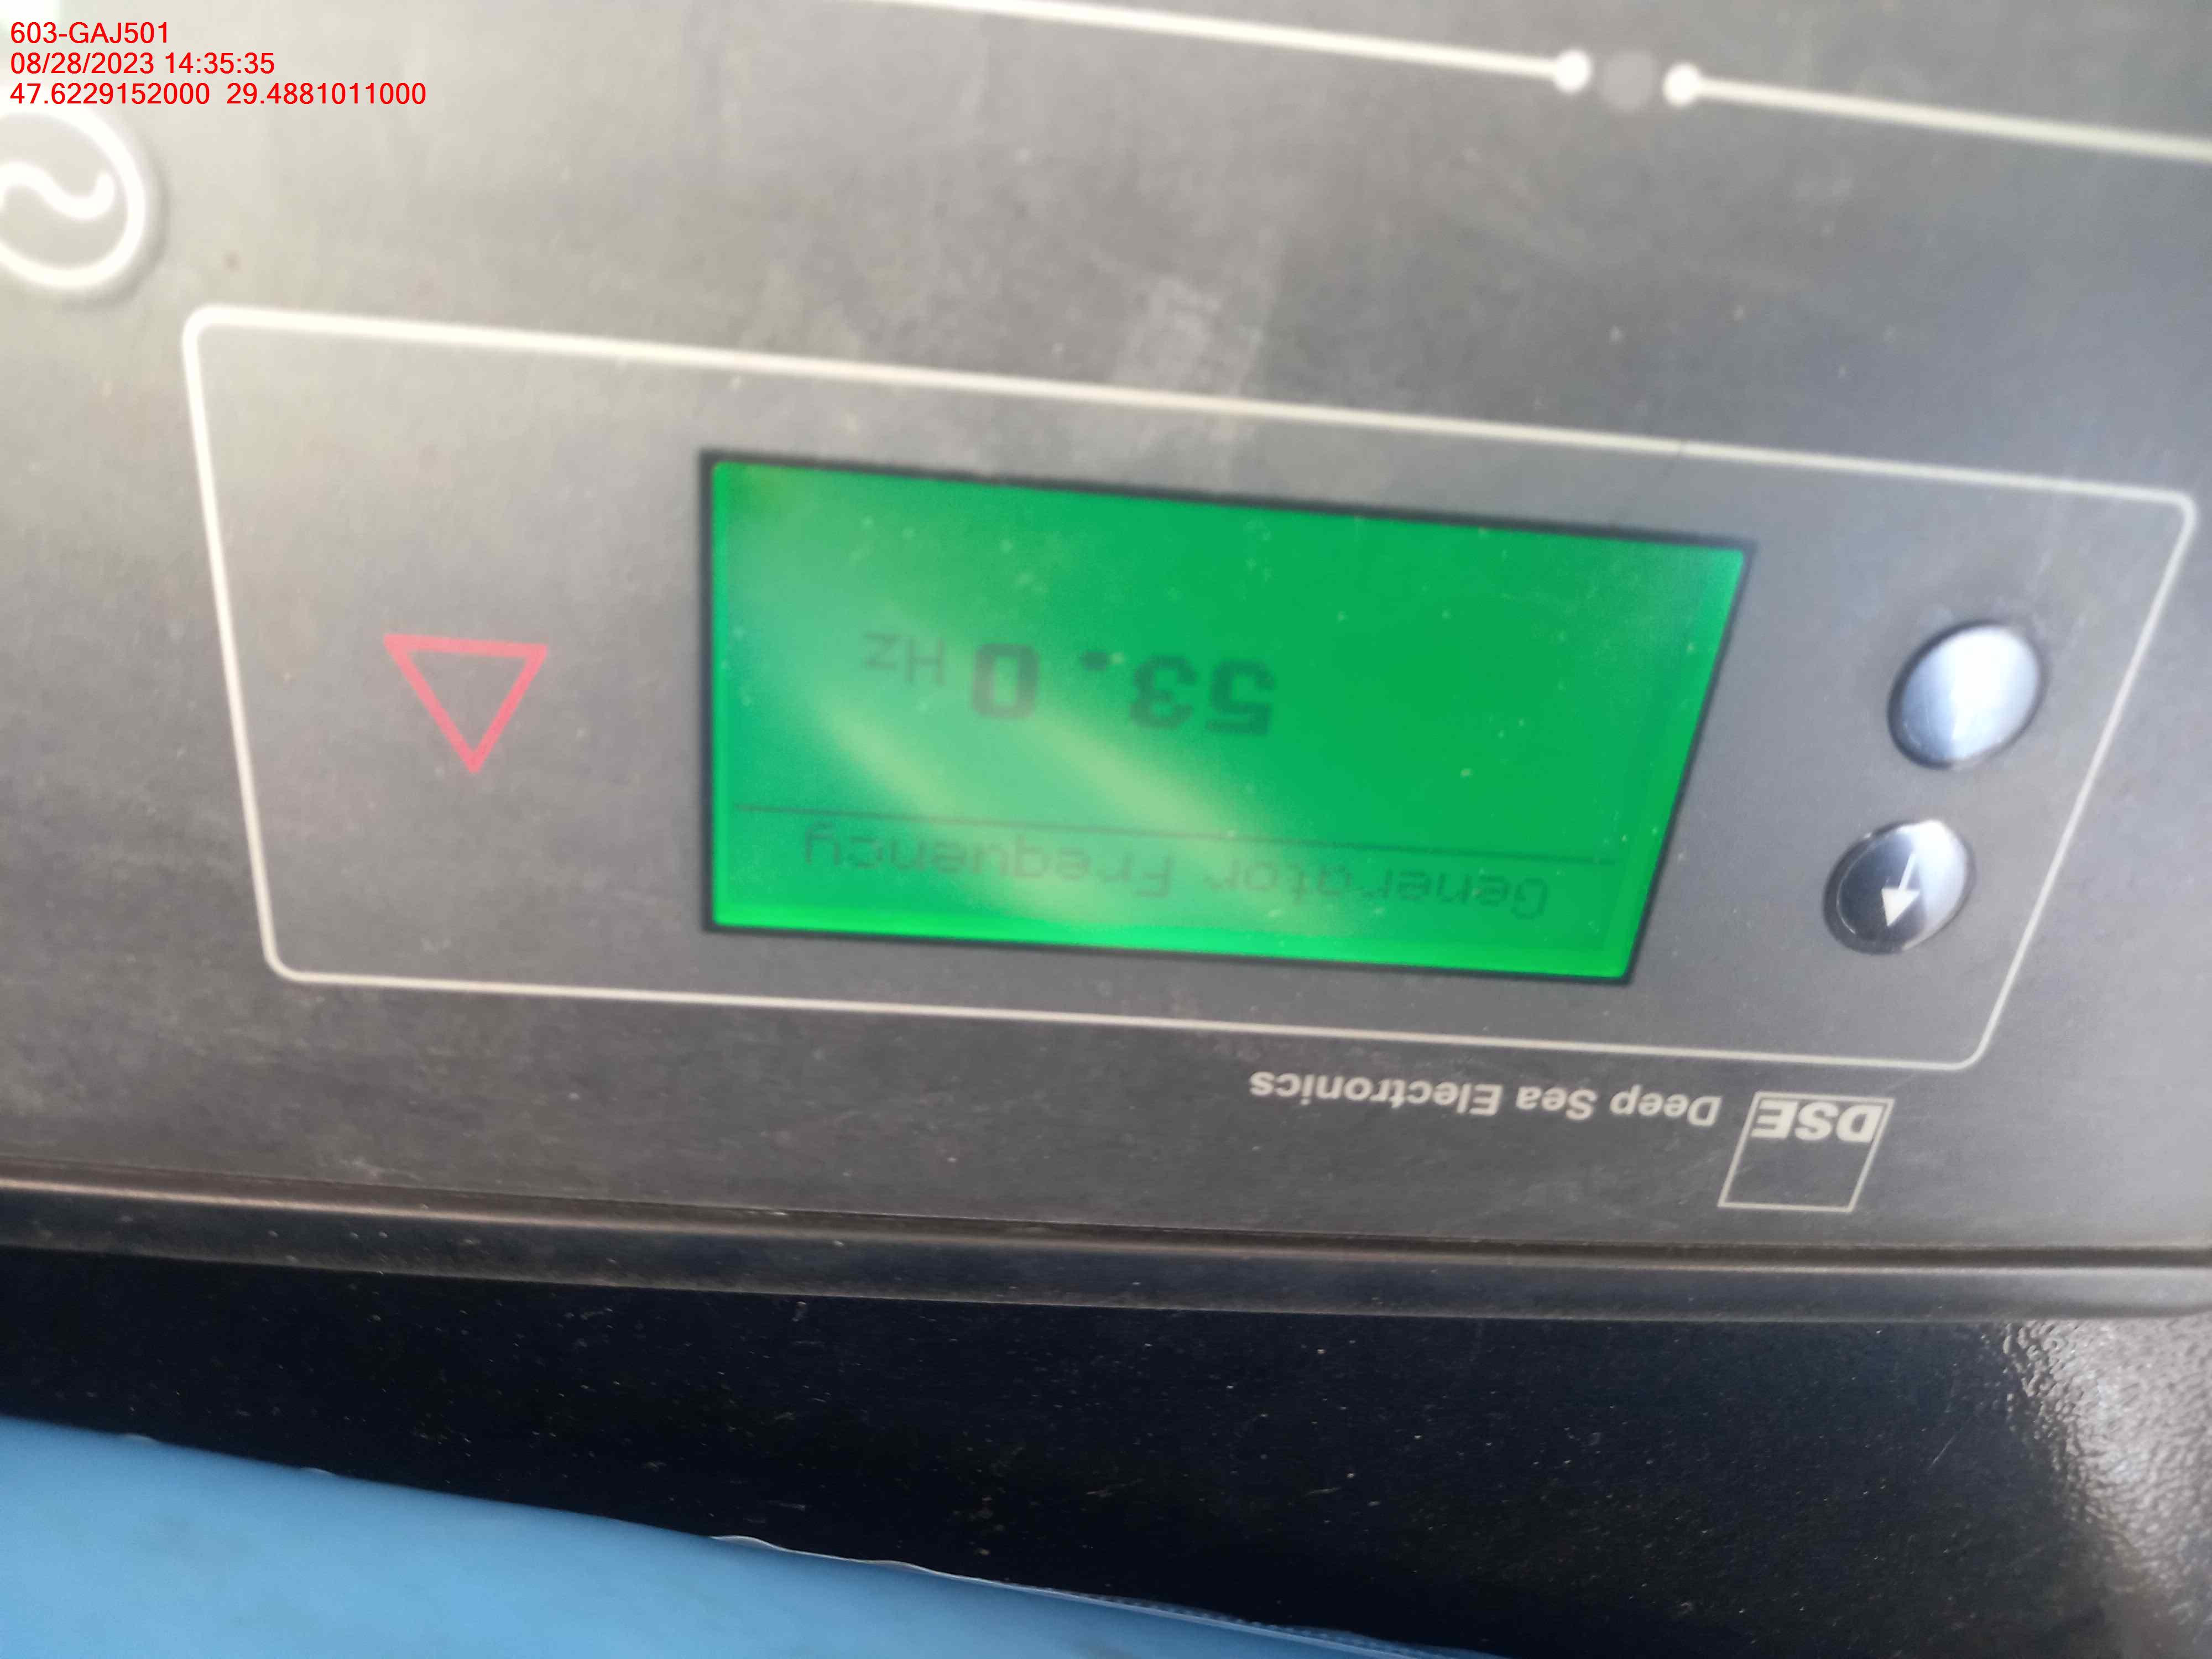 603-GAJ501
08/28/2023 14:35:35
47.6229152000 29.4881011000
DSE Deep Sea Electronics
Generator Frequency
53.0 Hz